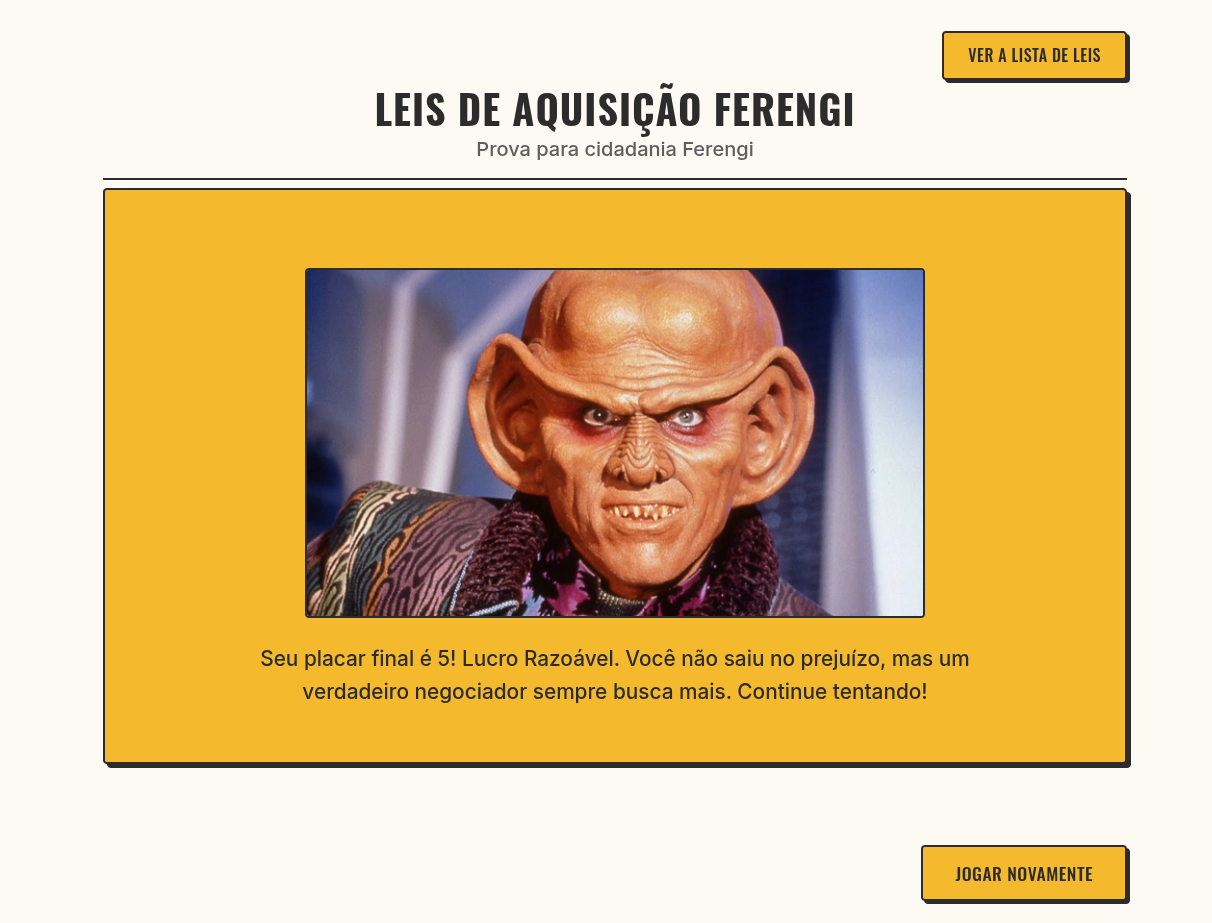 VER A LISTA DE LEIS
LEIS DE AQUISIÇÃO FERENGI
Prova para cidadania Ferengi
Seu placar final é 5! Lucro Razoável. Você não saiu no prejuízo, mas um
verdadeiro negociador sempre busca mais. Continue tentando!
JOGAR NOVAMENTE